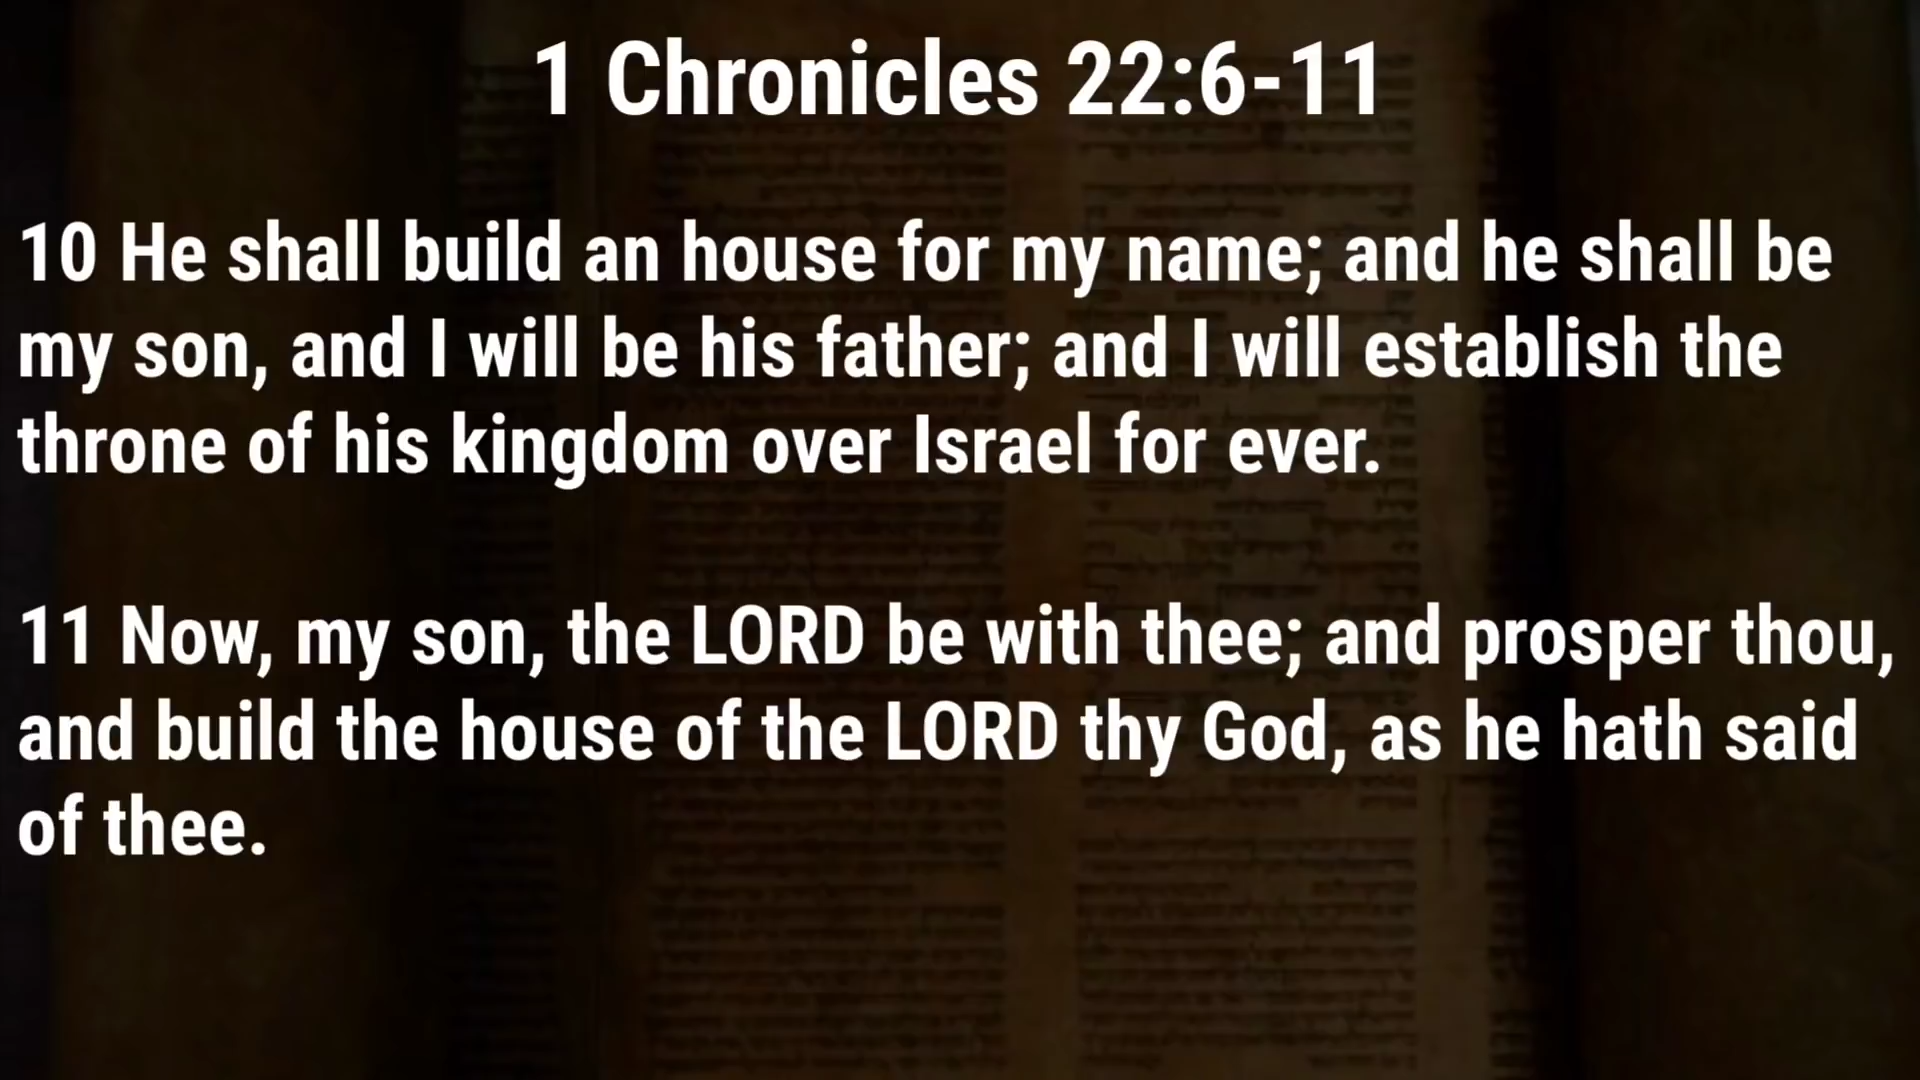 1 Chronicles 22:6-11
10 He shall build an house for my name; and he shall be
my son, and I will be his father; and I will establish the
throne of his kingdom over Israel for ever.
11 Now, my son, the LORD be with thee; and prosper thou,
and build the house of the LORD thy God, as he hath said
of thee.